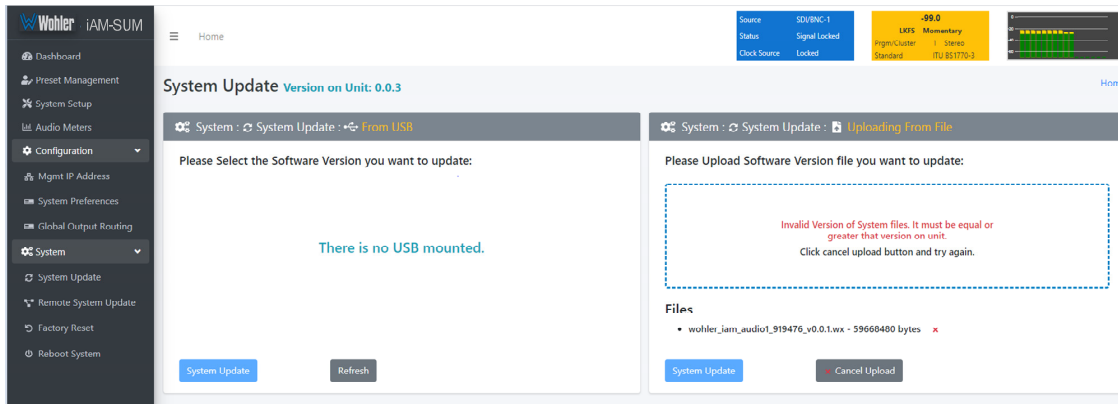 Wohler iAM-SUM
Dashboard
Preset Management
System Setup
Audio Meters
Configuration
Mgmt IP Address
System Preferences
Global Output Routing
System
System Update
Remote System Update
Factory Reset
Reboot System
Home
Source SDI/BNC-1
Status Signal Locked
Clock Source Locked
-99.0
LKFS Momentary
Prgm/Cluster 1 Stereo
Standard ITU BS1770-3
System Update Version on Unit: 0.0.3
Hom
System : System Update : From USB
Please Select the Software Version you want to update:
There is no USB mounted.
System Update Refresh
System : System Update : Uploading From File
Please Upload Software Version file you want to update:
Invalid Version of System files. It must be equal or
greater that version on unit.
Click cancel upload button and try again.
Files
wohler_iam_audio1_919476_v0.0.1.wx - 59668480 bytes x
System Update × Cancel Upload